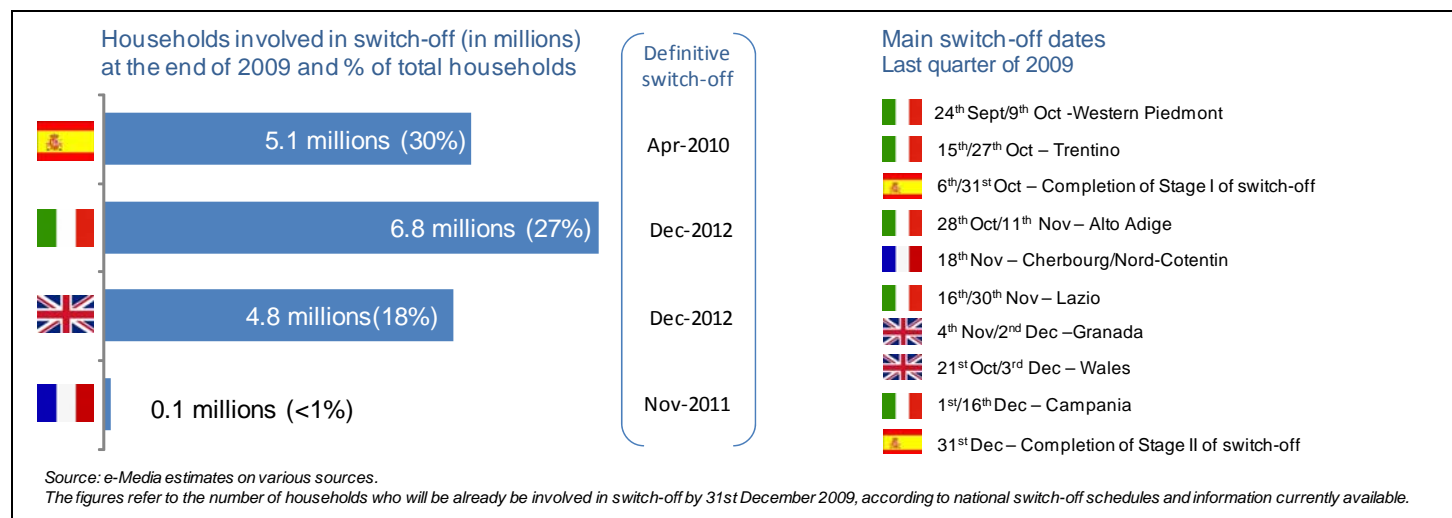 Households involved in switch-off (in millions)
at the end of 2009 and % of total households
5.1 millions (30%)
6.8 millions (27%)
4.8 millions(18%)
0.1 millions (<1%)
Definitive
switch-off
Apr-2010
Dec-2012
Dec-2012
Nov-2011
Main switch-off dates
Last quarter of 2009
24th Sept/9th Oct -Western Piedmont
15th/27th Oct – Trentino
6th/31st Oct – Completion of Stage I of switch-off
28th Oct/11th Nov – Alto Adige
18th Nov – Cherbourg/Nord-Cotentin
16th/30th Nov – Lazio
4th Nov/2nd Dec –Granada
21st Oct/3rd Dec – Wales
1st/16th Dec – Campania
31st Dec – Completion of Stage II of switch-off
Source: e-Media estimates on various sources.
The figures refer to the number of households who will be already be involved in switch-off by 31st December 2009, according to national switch-off schedules and information currently available.